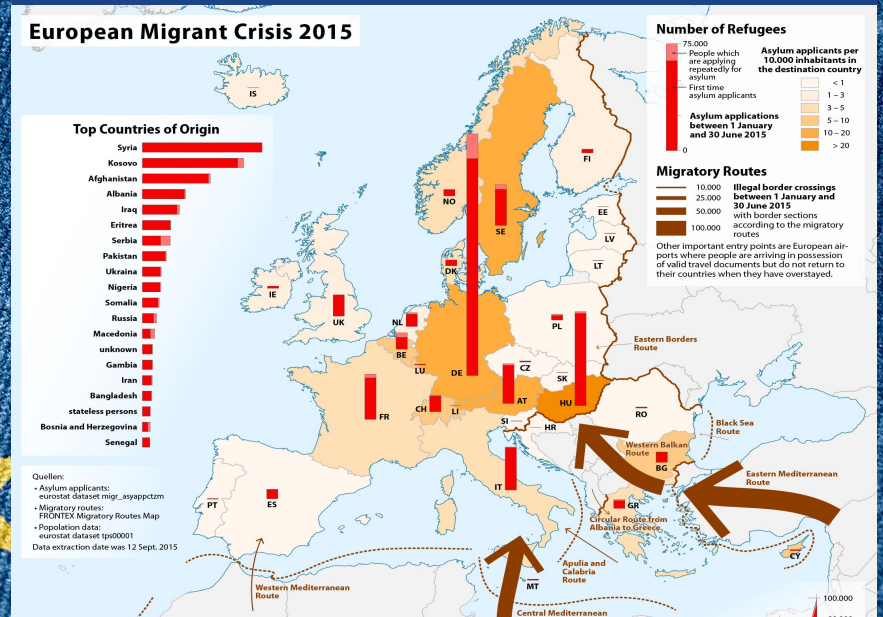 European Migrant Crisis 2015
Top Countries of Origin
Syria
Kosovo
Afghanistan
Albania
Iraq
Eritrea
Serbia
Pakistan
Ukraina
Nigeria
Somalia
Russia
Macedonia
unknown
Gambia
Iran
Bangladesh
stateless persons
Bosnia and Herzegovina
Senegal
Quellen:
• Asylum applicants:
eurostat dataset migr_asyappctzm
• Migratory routes:
FRONTEX Migratory Routes Map
• Popolation data:
eurostat dataset tps00001
Data extraction date was 12 Sept. 2015
Number of Refugees
75.000
People which
are applying
repeatedly for
asylum
First time
asylum applicants
Asylum applications
between 1 January
and 30 June 2015
0
Asylum applicants per
10.000 inhabitants in
the destination country
< 1
1 – 3
3 – 5
5 – 10
10 – 20
> 20
Migratory Routes
10.000
25.000
50.000
100.000
Illegal border crossings
between 1 January and
30 June 2015
with border sections
according to the migratory
routes
Other important entry points are European air-
ports where people are arriving in possession
of valid travel documents but do not return to
their countries when they have overstayed.
IS
NO
SE
FI
EE
LV
LT
DK
IE
UK
NL
BE
LU
DE
PL
CZ
SK
AT
HU
CH
LI
FR
SI
HR
RO
BG
IT
PT
ES
GR
MT
CY
Eastern Borders
Route
Black Sea
Route
Western Balkan
Route
Eastern Mediterranean
Route
Circular Route from
Albania to Greece
Apulia and
Calabria
Route
Western Mediterranean
Route
Central Mediterranean
100.000